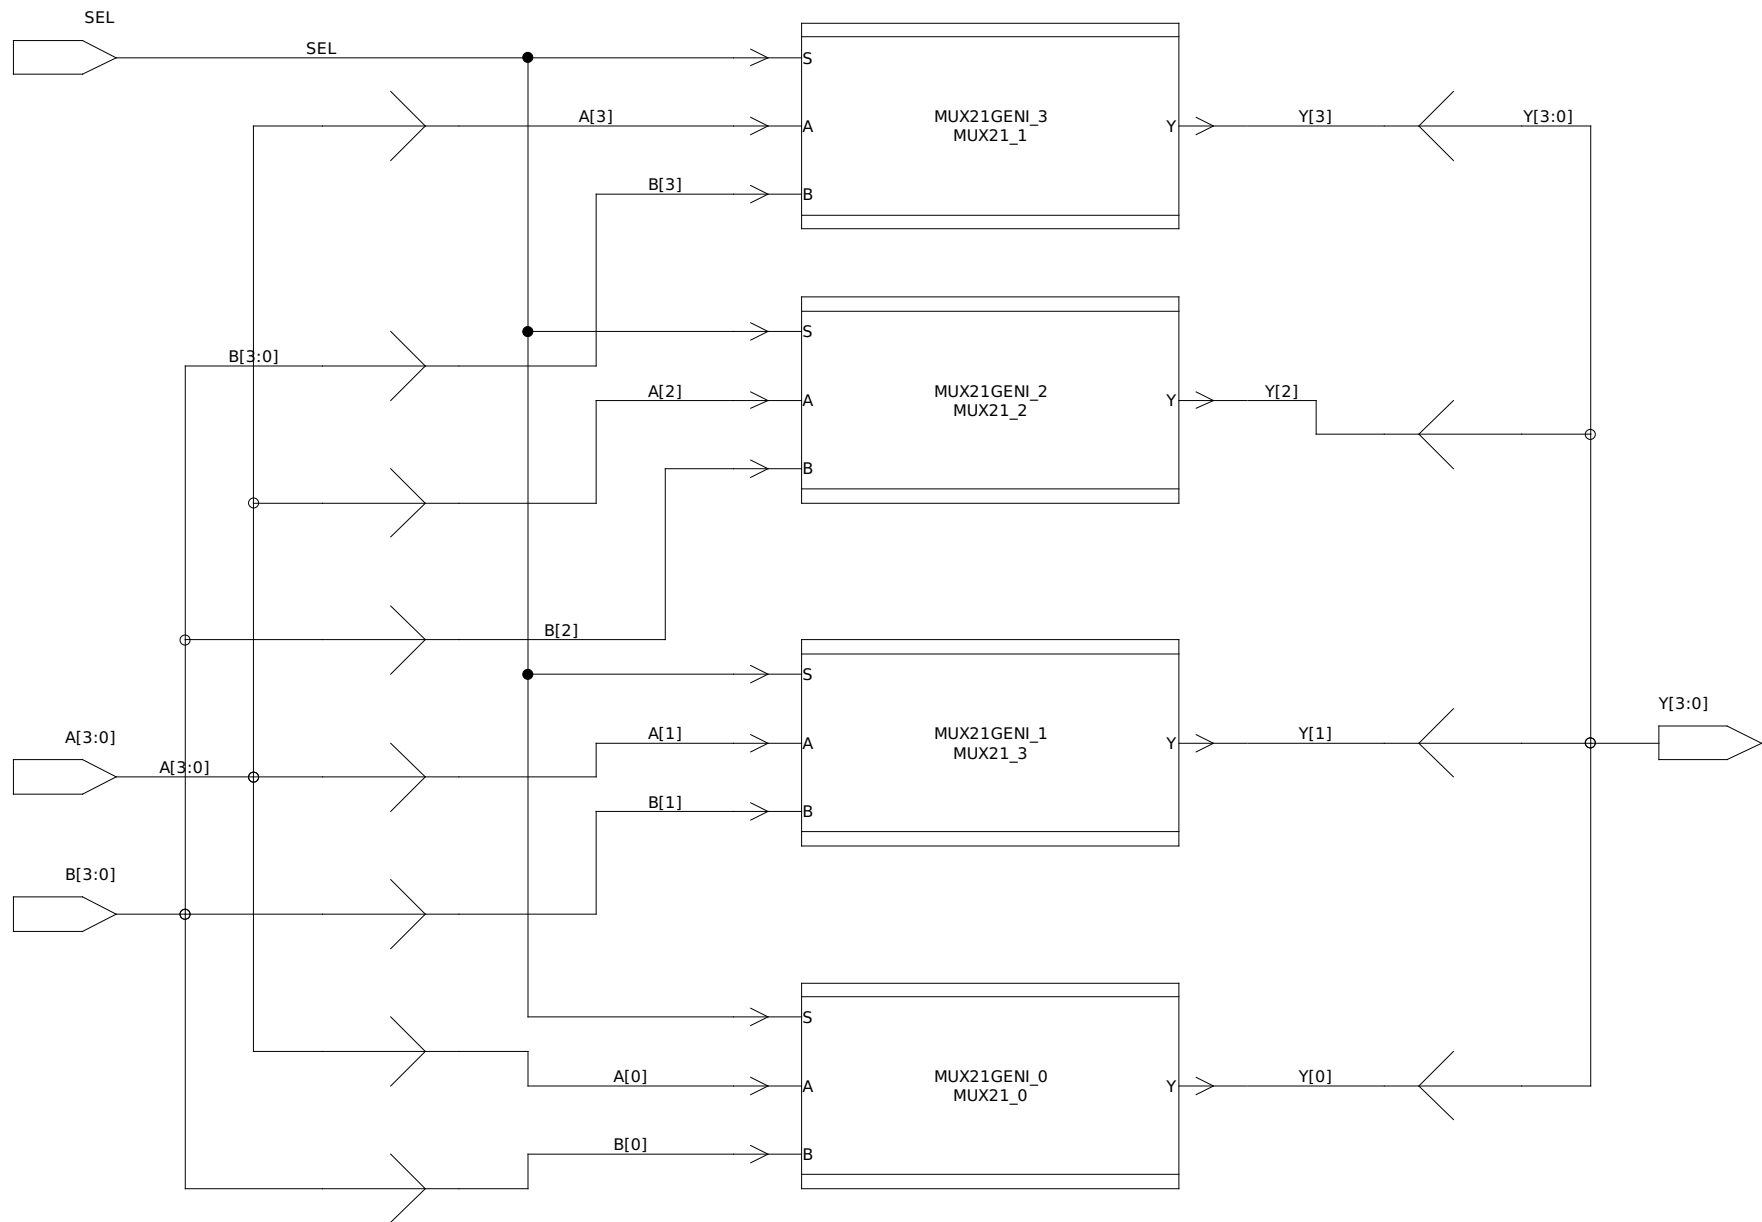 SEL
SEL
S
MUX21GENI_3
MUX21_1
A[3]
A
Y
Y[3]
Y[3:0]
B[3]
B
S
B[3:0]
A[2]
A
MUX21GENI_2
MUX21_2
Y
Y[2]
B
B[2]
S
A[3:0]
A[3:0]
A[1]
A
MUX21GENI_1
MUX21_3
Y
Y[1]
Y[3:0]
B[1]
B
B[3:0]
S
A[0]
A
MUX21GENI_0
MUX21_0
Y
Y[0]
B[0]
B